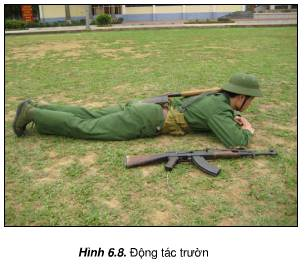 Hình 6.8. Động tác trườn